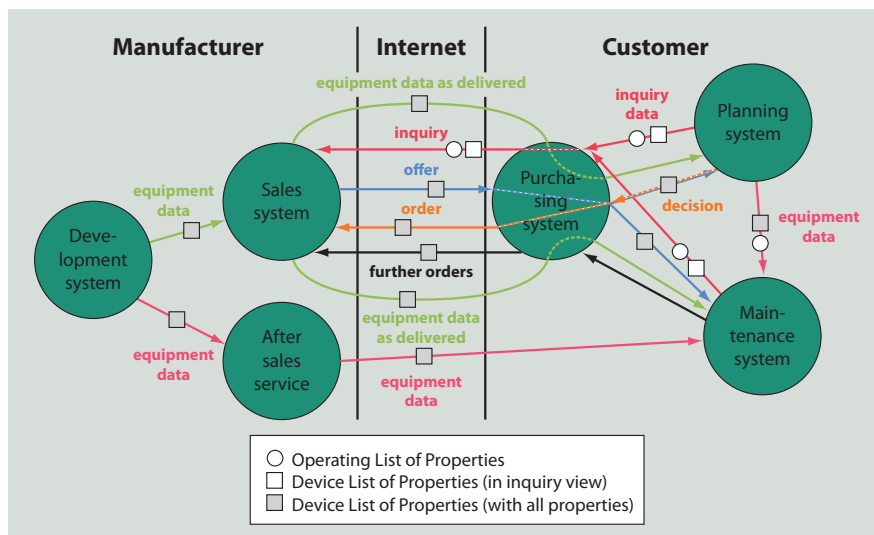 Manufacturer
Internet
Customer
equipment data as delivered
inquiry
data
Planning
system
inquiry
offer
order
further orders
Sales
system
Purcha-
sing
system
decision
equipment
data
equipment
data
Deve-
lopment
system
equipment data
as delivered
After
sales
service
equipment
data
equipment
data
Main-
tenance
system
Operating List of Properties
Device List of Properties (in inquiry view)
Device List of Properties (with all properties)